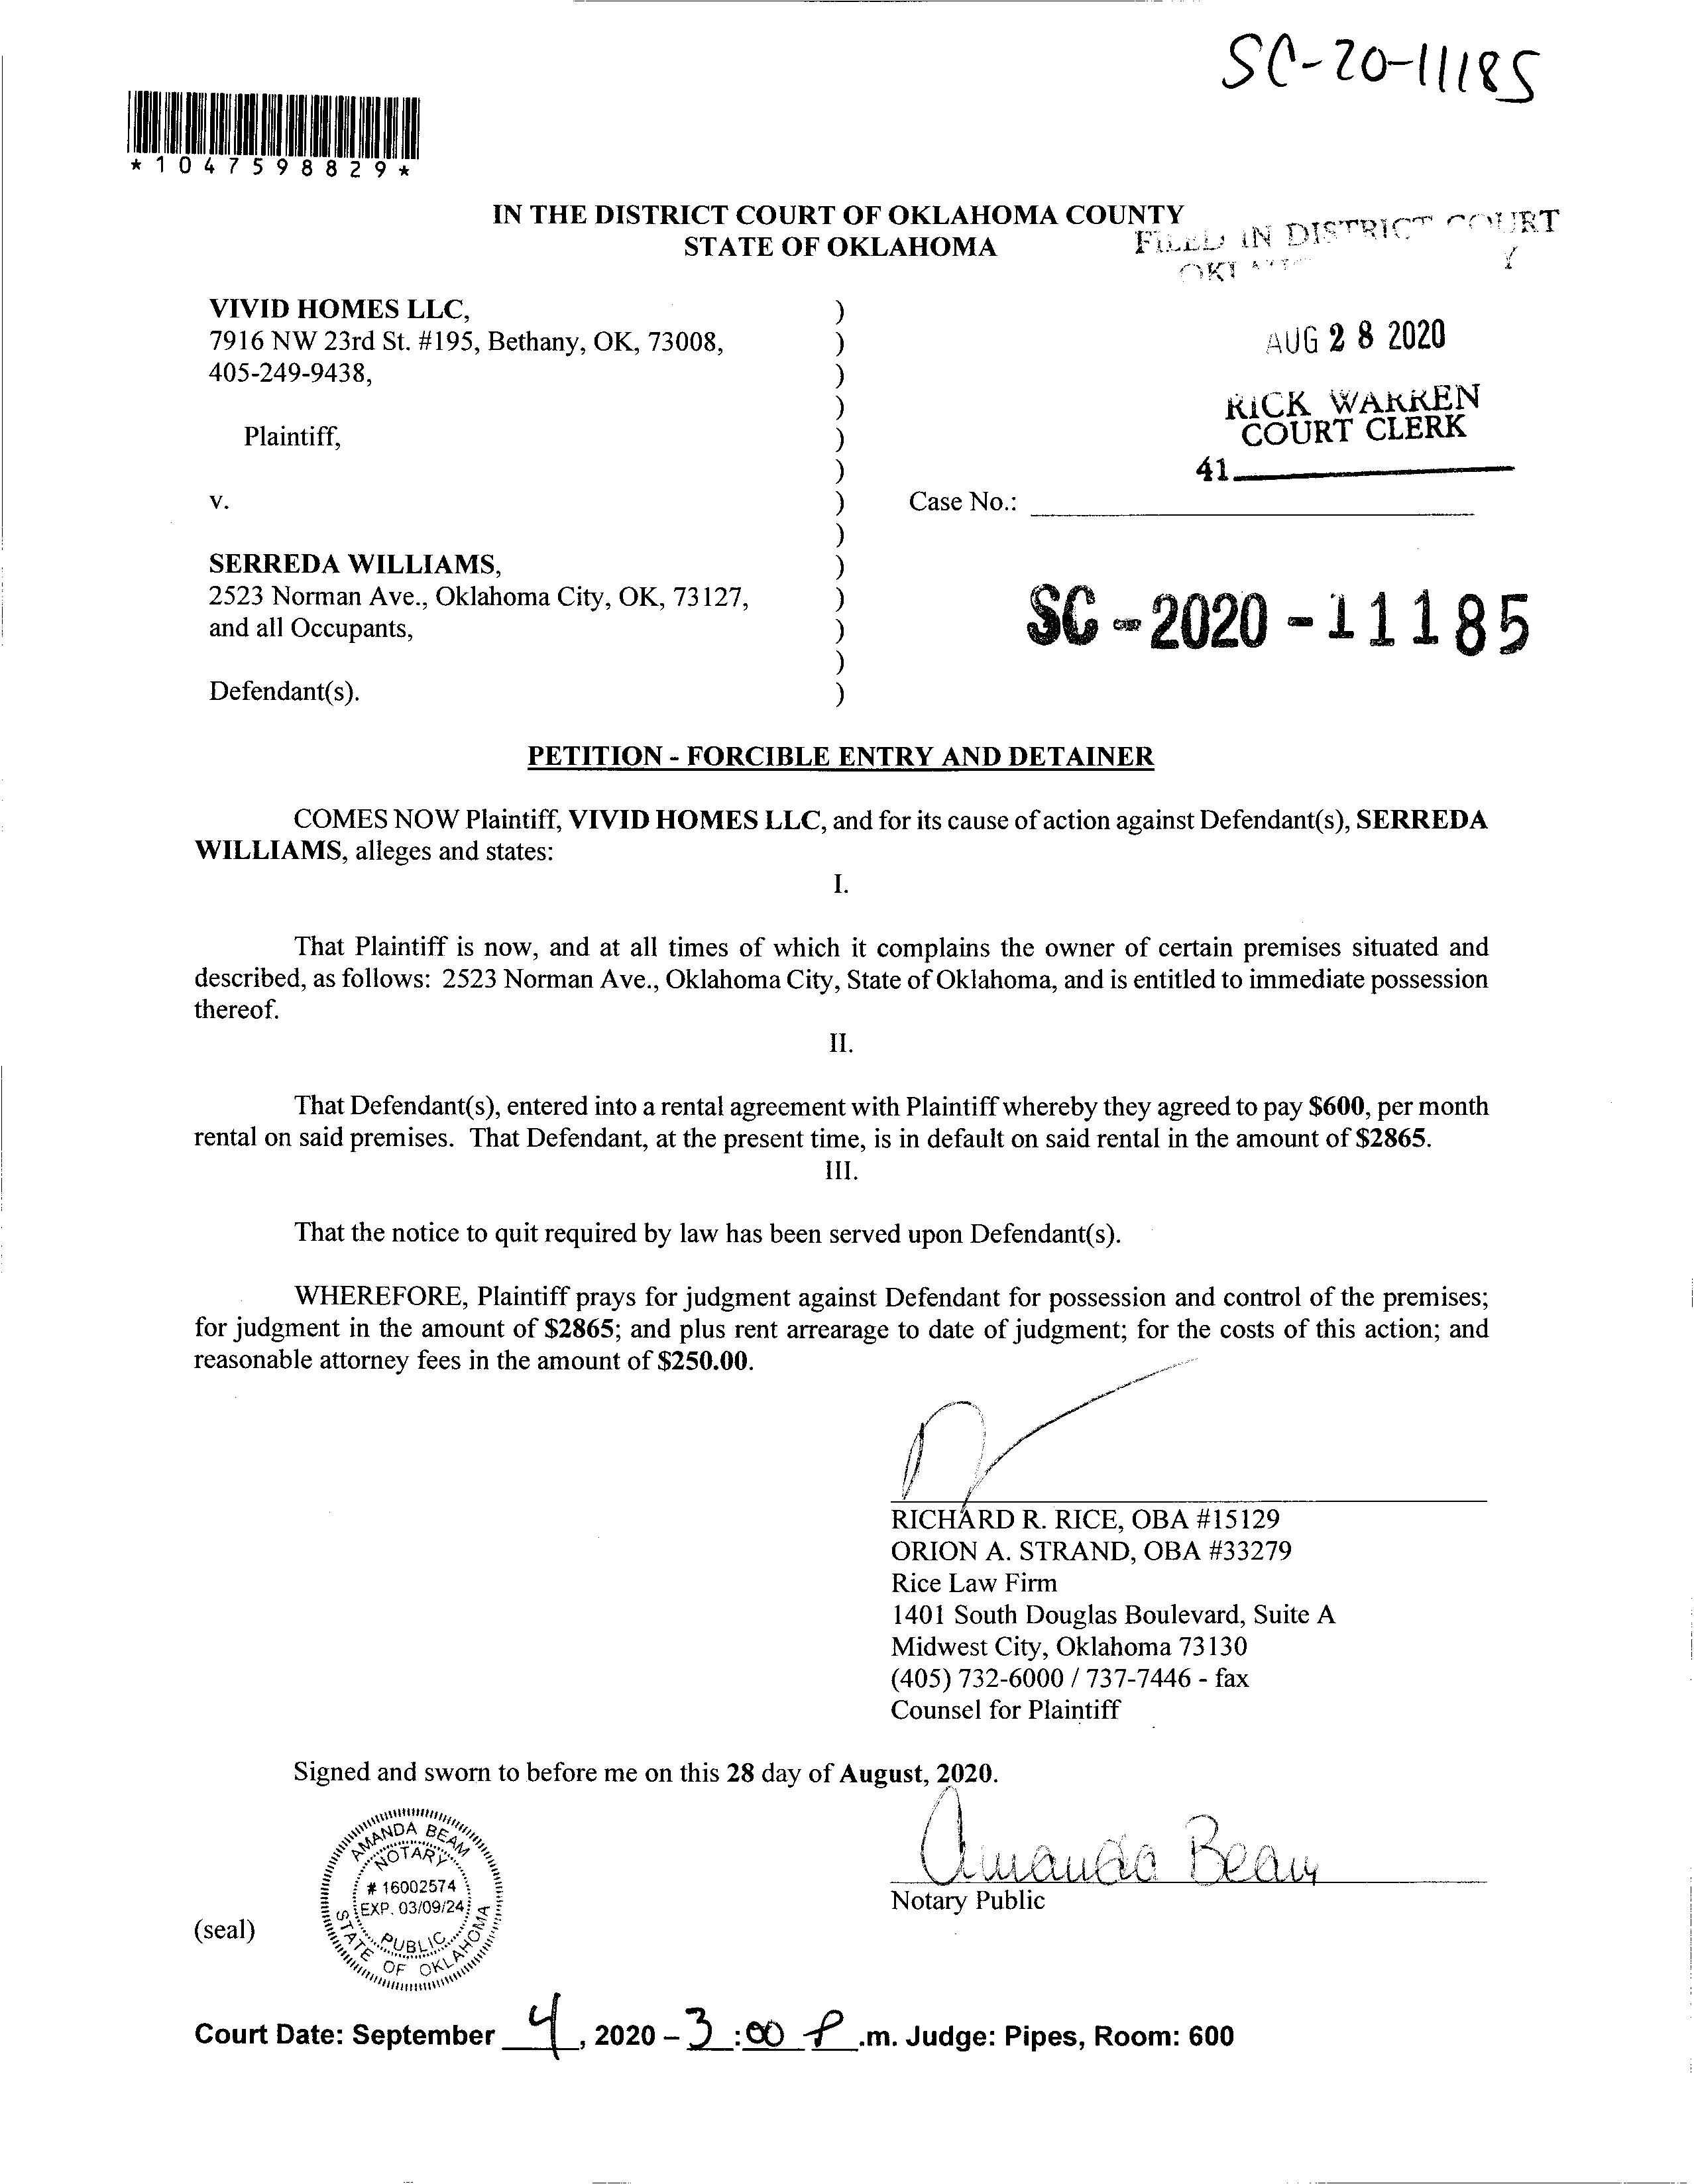 SC-20-11185
*1047598829*
IN THE DISTRICT COURT OF OKLAHOMA COUNTY
STATE OF OKLAHOMA
FILED IN DISTRICT COURT
VIVID HOMES LLC,
7916 NW 23rd St. #195, Bethany, OK, 73008,
405-249-9438,
Plaintiff,
v.
SERREDA WILLIAMS,
2523 Norman Ave., Oklahoma City, OK, 73127,
and all Occupants,
Defendant(s).
)
)
)
)
)
)
)
)
)
)
)
)
)
AUG 28 2020
RICK WARREN
COURT CLERK
41
Case No.:
SC-2020-11185
PETITION - FORCIBLE ENTRY AND DETAINER
COMES NOW Plaintiff, VIVID HOMES LLC, and for its cause of action against Defendant(s), SERREDA
WILLIAMS, alleges and states:
I.
That Plaintiff is now, and at all times of which it complains the owner of certain premises situated and
described, as follows: 2523 Norman Ave., Oklahoma City, State of Oklahoma, and is entitled to immediate possession
thereof.
II.
That Defendant(s), entered into a rental agreement with Plaintiff whereby they agreed to pay $600, per month
rental on said premises. That Defendant, at the present time, is in default on said rental in the amount of $2865.
III.
That the notice to quit required by law has been served upon Defendant(s).
WHEREFORE, Plaintiff prays for judgment against Defendant for possession and control of the premises;
for judgment in the amount of $2865; and plus rent arrearage to date of judgment; for the costs of this action; and
reasonable attorney fees in the amount of $250.00.
RICHARD R. RICE, OBA #15129
ORION A. STRAND, OBA #33279
Rice Law Firm
1401 South Douglas Boulevard, Suite A
Midwest City, Oklahoma 73130
(405) 732-6000 / 737-7446 - fax
Counsel for Plaintiff
Signed and sworn to before me on this 28 day of August, 2020.
Amanda Beam
Notary Public
(seal)
AMANDA BEAM
NOTARY
# 16002574
EXP. 03/09/24
PUBLIC
STATE OF OKLAHOMA
Court Date: September 4, 2020 – 3:00 P.m. Judge: Pipes, Room: 600